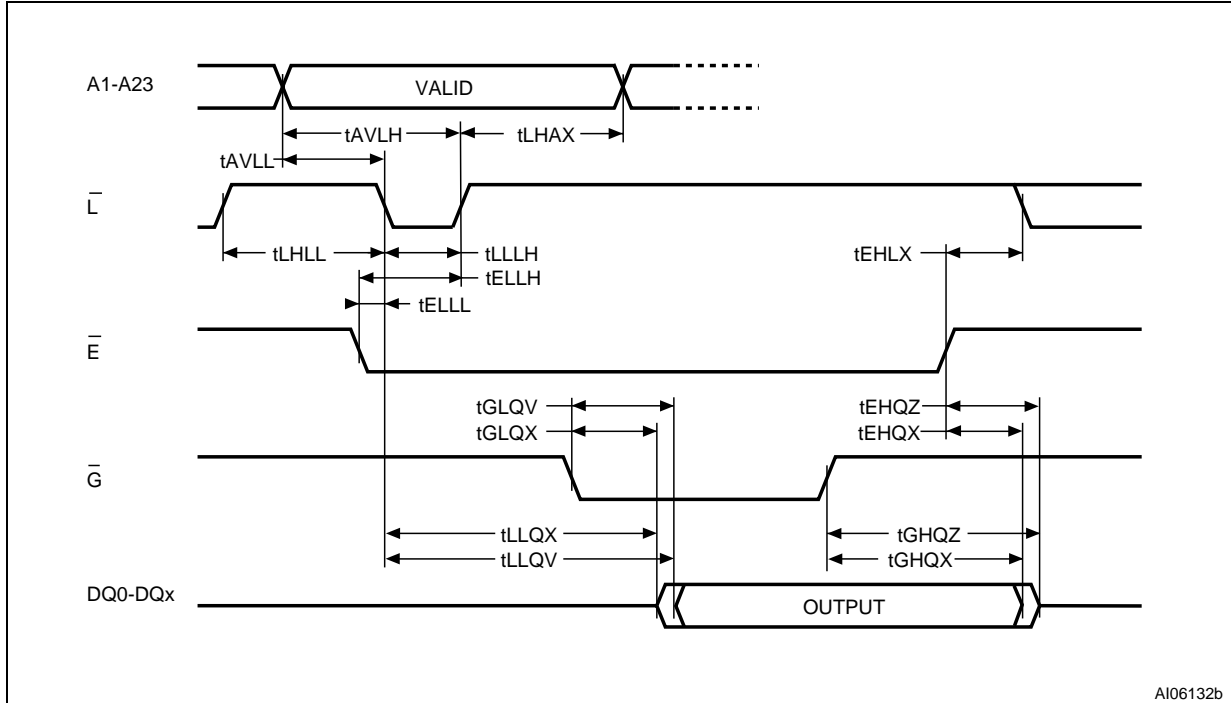 A1-A23
VALID
tAVLH
tLHAX
tAVLL
L̅
tLHLL
tLLLH
tEHLX
tELLH
tELLL
E̅
tGLQV
tEHQZ
tGLQX
tEHQX
G̅
tLLQX
tGHQZ
tLLQV
tGHQX
DQ0-DQx
OUTPUT
AI06132b